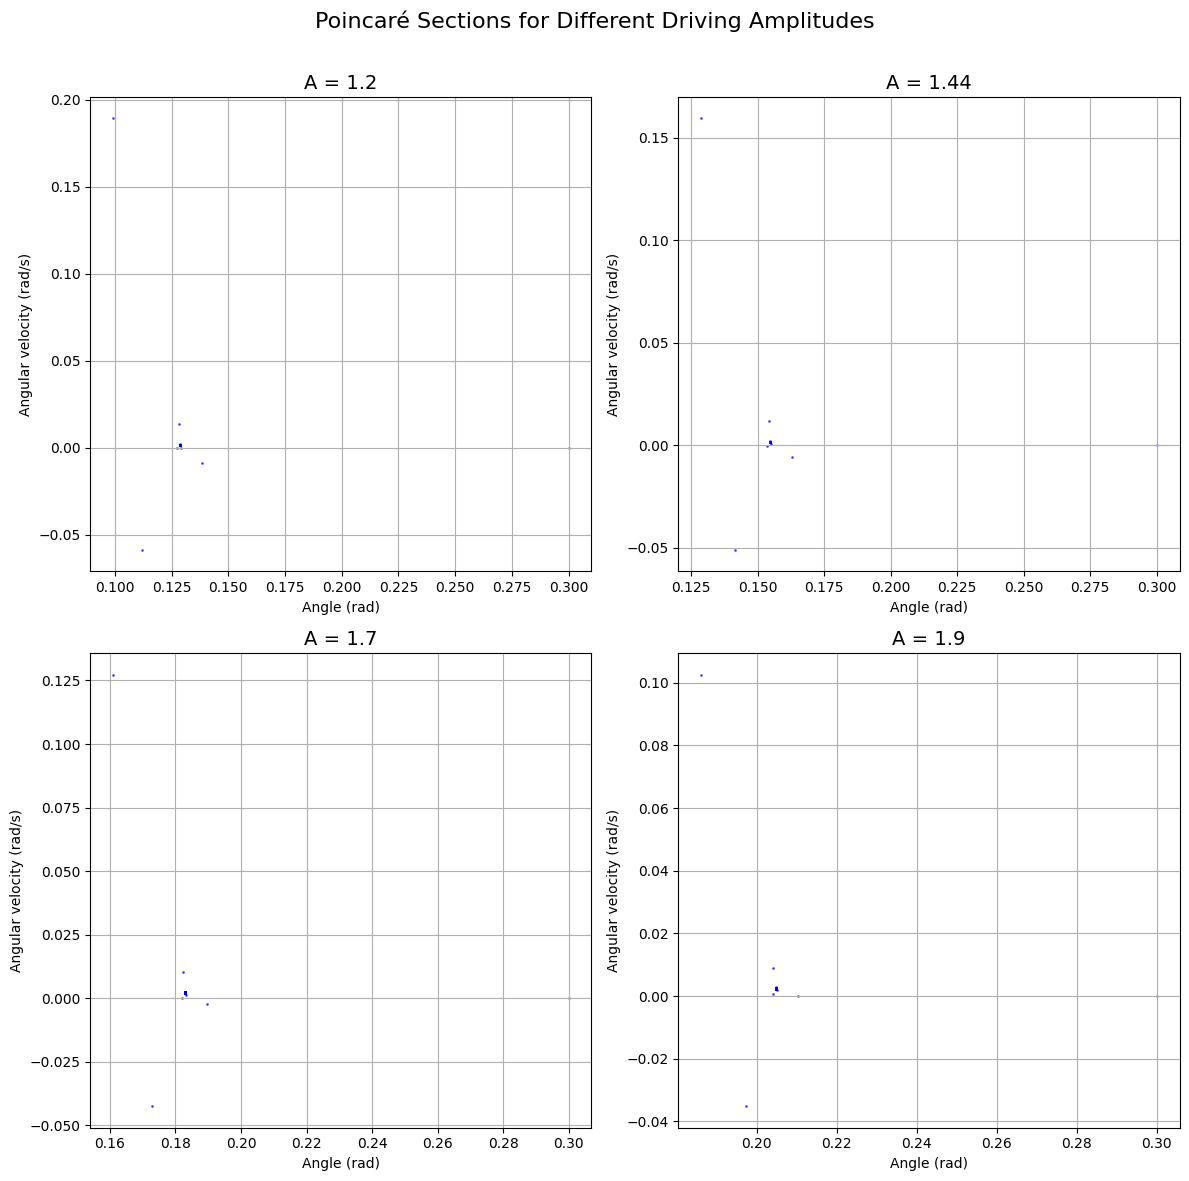 Poincaré Sections for Different Driving Amplitudes
A = 1.2
0.20
0.15
0.10
0.05
0.00
−0.05
Angular velocity (rad/s)
0.100 0.125 0.150 0.175 0.200 0.225 0.250 0.275 0.300
Angle (rad)
A = 1.44
0.15
0.10
0.05
0.00
−0.05
Angular velocity (rad/s)
0.125 0.150 0.175 0.200 0.225 0.250 0.275 0.300
Angle (rad)
A = 1.7
0.125
0.100
0.075
0.050
0.025
0.000
−0.025
−0.050
Angular velocity (rad/s)
0.16 0.18 0.20 0.22 0.24 0.26 0.28 0.30
Angle (rad)
A = 1.9
0.10
0.08
0.06
0.04
0.02
0.00
−0.02
−0.04
Angular velocity (rad/s)
0.20 0.22 0.24 0.26 0.28 0.30
Angle (rad)